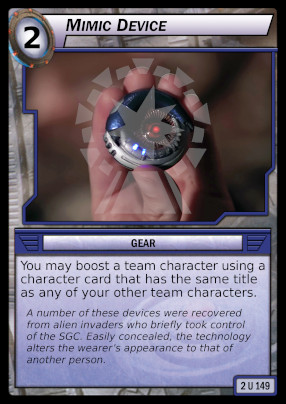 2
MIMIC DEVICE
GEAR
You may boost a team character using a
character card that has the same title
as any of your other team characters.
A number of these devices were recovered
from alien invaders who briefly took control
of the SGC. Easily concealed, the technology
alters the wearer's appearance to that of
another person.
2 U 149